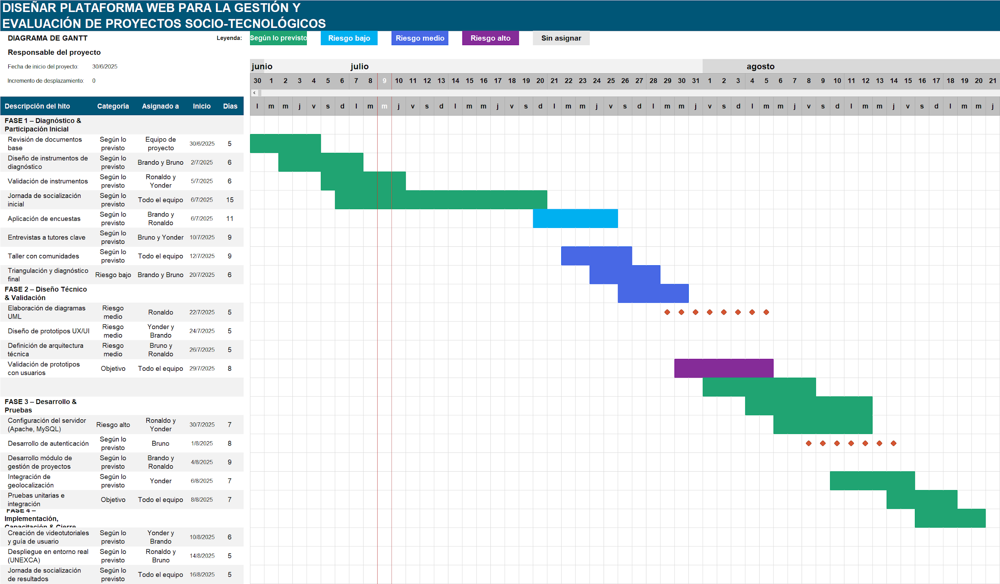 DISEÑAR PLATAFORMA WEB PARA LA GESTIÓN Y
EVALUACIÓN DE PROYECTOS SOCIO-TECNOLÓGICOS
DIAGRAMA DE GANTT Leyenda: Según lo previsto Riesgo bajo Riesgo medio Riesgo alto Sin asignar
Responsable del proyecto
Fecha de inicio del proyecto: 30/6/2025 junio julio agosto
Incremento de desplazamiento: 0 30 1 2 3 4 5 6 7 8 9 10 11 12 13 14 15 16 17 18 19 20 21 22 23 24 25 26 27 28 29 30 31 1 2 3 4 5 6 7 8 9 10 11 12 13 14 15 16 17 18 19 20 21
<
Descripción del hito Categoría Asignado a Inicio Días l m m j v s d l m m j v s d l m m j v s d l m m j v s d l m m j v s d l m m j v s d l m m j v s d l m m j
FASE 1 – Diagnóstico &
Participación Inicial
Revisión de documentos
base Según lo
previsto Equipo de
proyecto 30/6/2025 5
Diseño de instrumentos de
diagnóstico Según lo
previsto Brando y Bruno 2/7/2025 6
Validación de instrumentos Según lo
previsto Ronaldo y
Yonder 5/7/2025 6
Jornada de socialización
inicial Según lo
previsto Todo el equipo 6/7/2025 15
Aplicación de encuestas Según lo
previsto Brando y
Ronaldo 6/7/2025 11
Entrevistas a tutores clave Según lo
previsto Bruno y Yonder 10/7/2025 9
Taller con comunidades Según lo
previsto Todo el equipo 12/7/2025 9
Triangulación y diagnóstico
final Riesgo bajo Brando y Bruno 20/7/2025 6
FASE 2 – Diseño Técnico
& Validación
Elaboración de diagramas
UML Riesgo
medio Ronaldo 22/7/2025 5
Diseño de prototipos UX/UI Riesgo
medio Yonder y
Brando 24/7/2025 5
Definición de arquitectura
técnica Riesgo
medio Bruno y
Ronaldo 26/7/2025 5
Validación de prototipos
con usuarios Objetivo Todo el equipo 29/7/2025 8
FASE 3 – Desarrollo &
Pruebas
Configuración del servidor
(Apache, MySQL) Riesgo alto Ronaldo y
Yonder 30/7/2025 7
Desarrollo de autenticación Según lo
previsto Bruno 1/8/2025 8
Desarrollo módulo de
gestión de proyectos Según lo
previsto Brando y
Ronaldo 4/8/2025 9
Integración de
geolocalización Según lo
previsto Yonder 6/8/2025 7
Pruebas unitarias e
integración Objetivo Todo el equipo 8/8/2025 7
FASE 4 –
Implementación,
Capacitación & Cierre
Creación de videotutoriales
y guía de usuario Según lo
previsto Yonder y
Brando 10/8/2025 6
Despliegue en entorno real
(UNEXCA) Según lo
previsto Ronaldo y
Bruno 14/8/2025 5
Jornada de socialización
de resultados Según lo
previsto Todo el equipo 16/8/2025 5